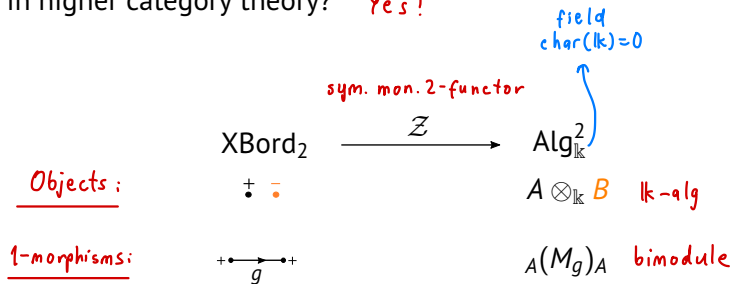 in higher category theory? Yes!
field
char(𝕜)=0
sym. mon. 2-functor
XBord₂ 𝒵 Alg²_𝕜
Objects: + − A ⊗_𝕜 B 𝕜-alg
1-morphisms: + + g _A(M_g)_A bimodule